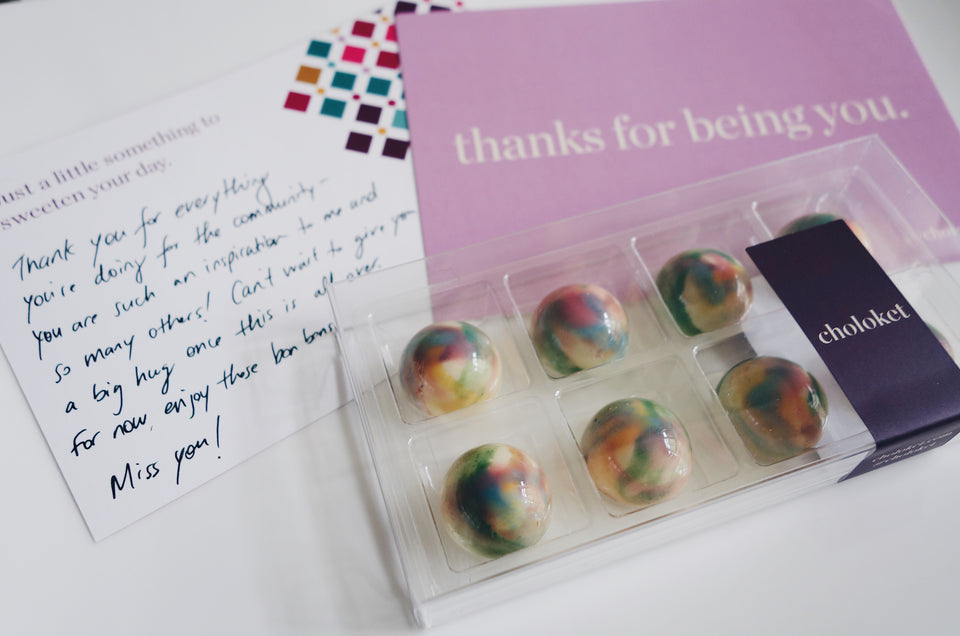 Just a little something to
sweeten your day.
Thank you for everything
you're doing for the community-
you are such an inspiration to me and
so many others! Can't wait to give you
a big hug once this is all over.
For now, enjoy these bon bons.
Miss you!
thanks for being you.
choloket